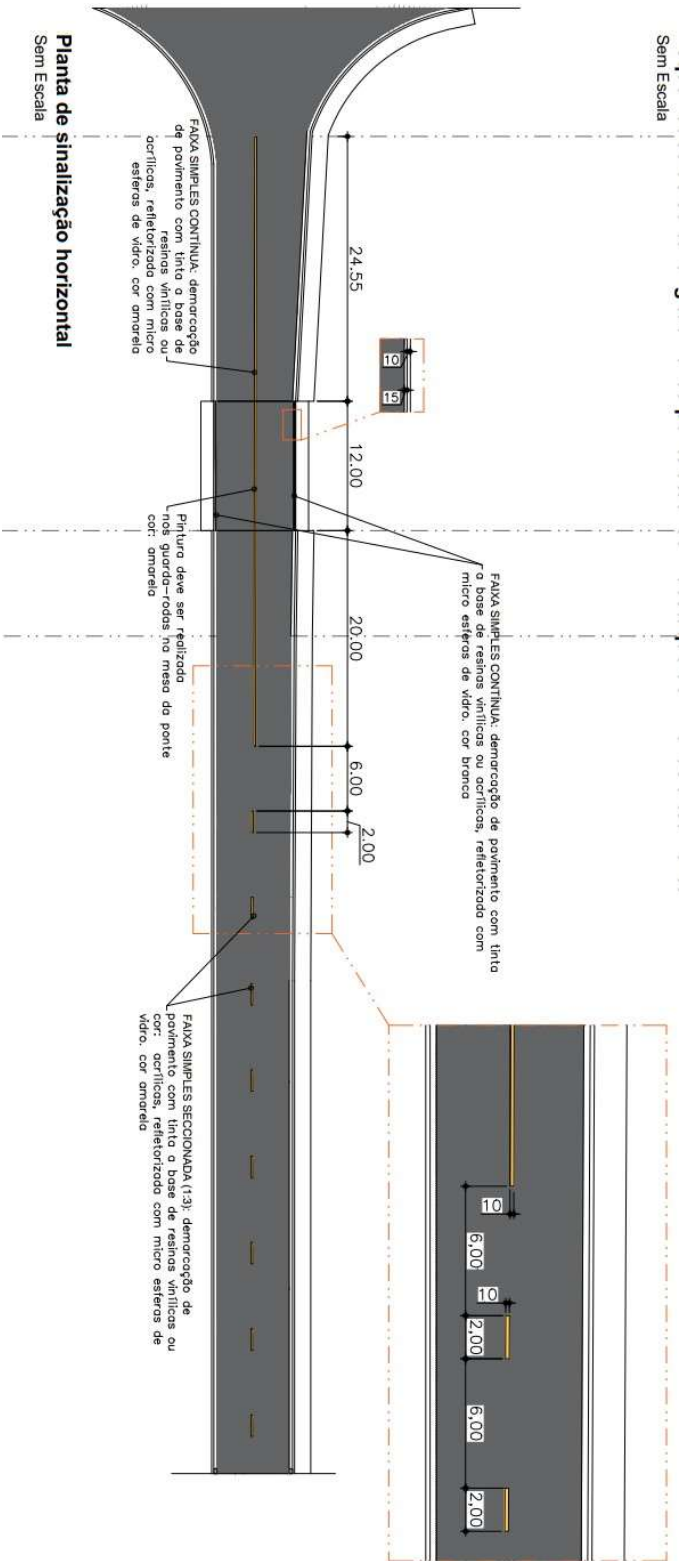 Sem Escala
24.55
12.00
20.00
6.00
2.00
10
15
FAIXA SIMPLES CONTÍNUA: demarcação de pavimento com tinta
a base de resinas vinílicas ou acrílicas, refletorizada com
micro esferas de vidro. cor branca
FAIXA SIMPLES CONTÍNUA: demarcação
de pavimento com tinta a base de
resinas vinílicas ou
acrílicas, refletorizada com micro
esferas de vidro. cor amarela
Pintura deve ser realizada
nos guarda-rodas na mesa da ponte
cor: amarela
FAIXA SIMPLES SECCIONADA (1:3): demarcação de
pavimento com tinta a base de resinas vinílicas ou
cor: acrílicas, refletorizada com micro esferas de
vidro. cor amarela
10
6,00
10
2,00
6,00
2,00
Planta de sinalização horizontal
Sem Escala